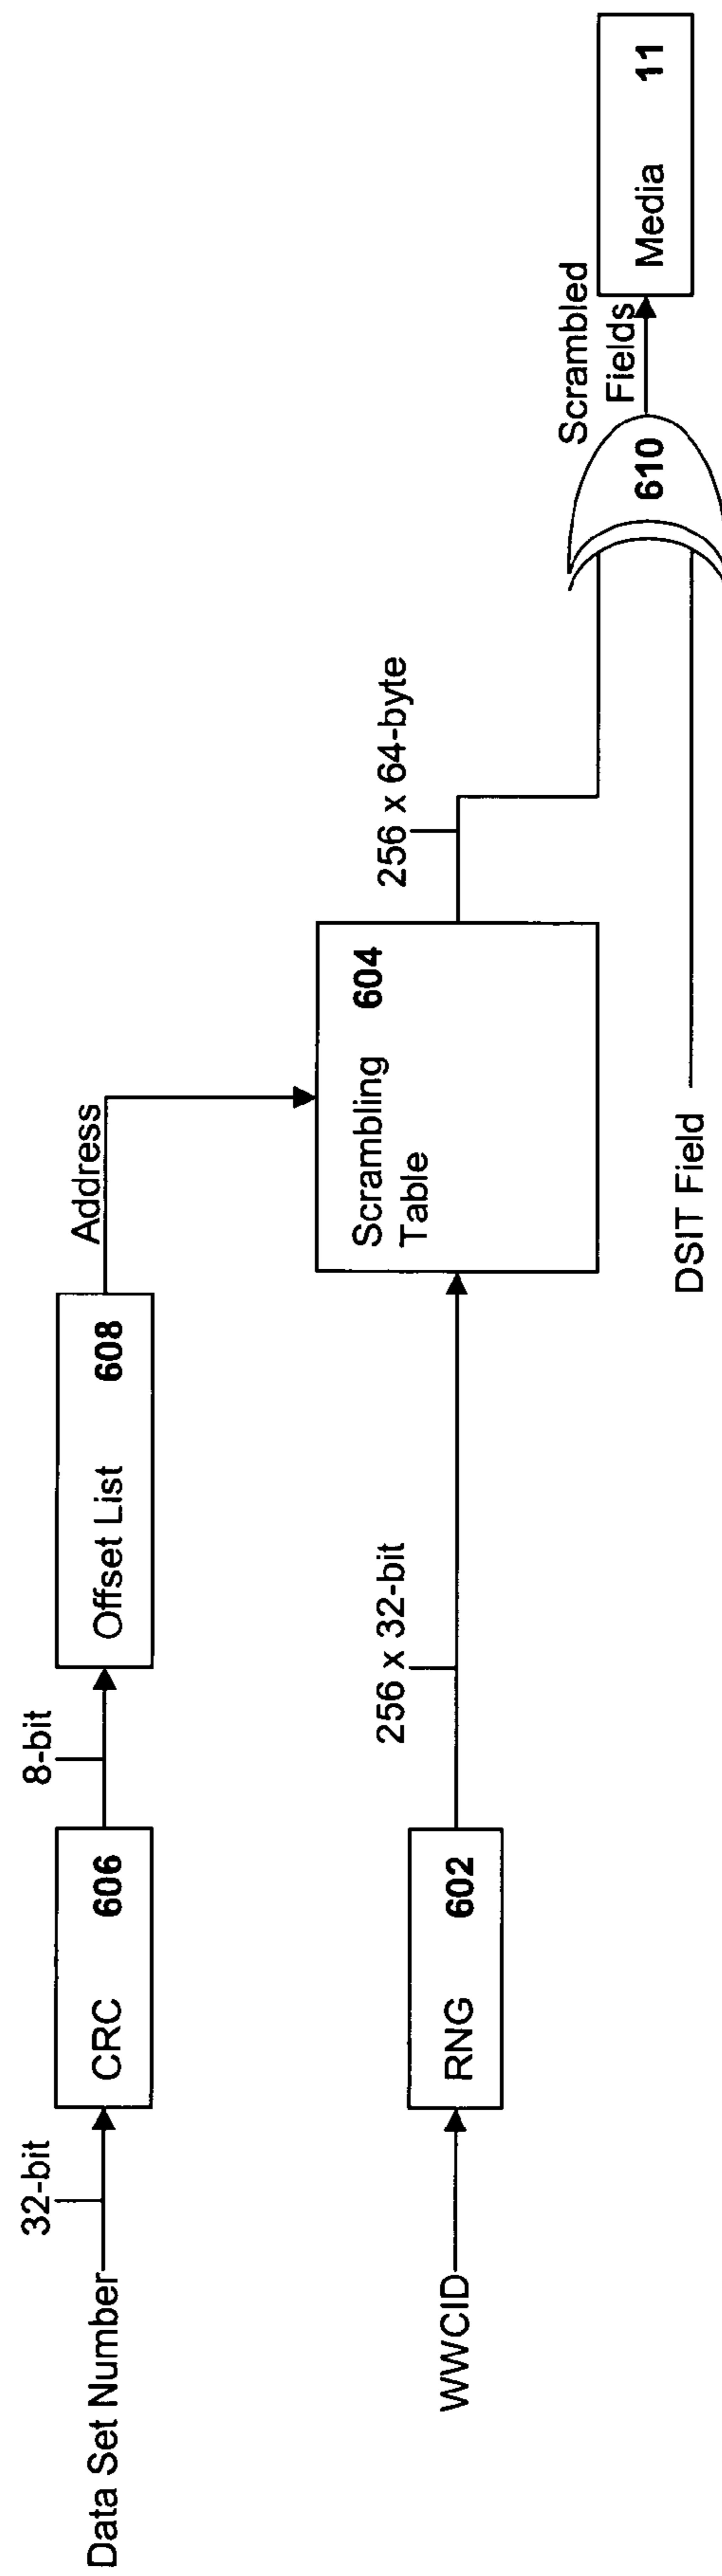 Data Set Number
32-bit
CRC 606
8-bit
Offset List 608
Address
WWCID
RNG 602
256 x 32-bit
Scrambling 604
Table
256 x 64-byte
DSIT Field
610
Scrambled
Fields
Media 11